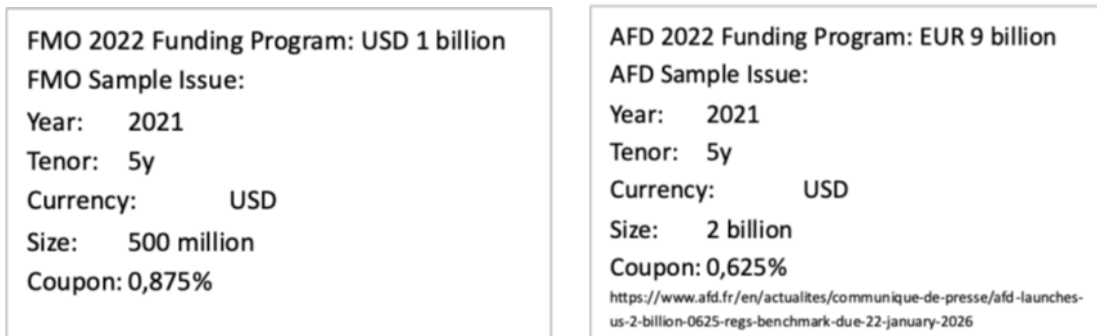 FMO 2022 Funding Program: USD 1 billion
FMO Sample Issue:
Year: 2021
Tenor: 5y
Currency: USD
Size: 500 million
Coupon: 0,875%
AFD 2022 Funding Program: EUR 9 billion
AFD Sample Issue:
Year: 2021
Tenor: 5y
Currency: USD
Size: 2 billion
Coupon: 0,625%
https://www.afd.fr/en/actualites/communique-de-presse/afd-launches-
us-2-billion-0625-regs-benchmark-due-22-january-2026